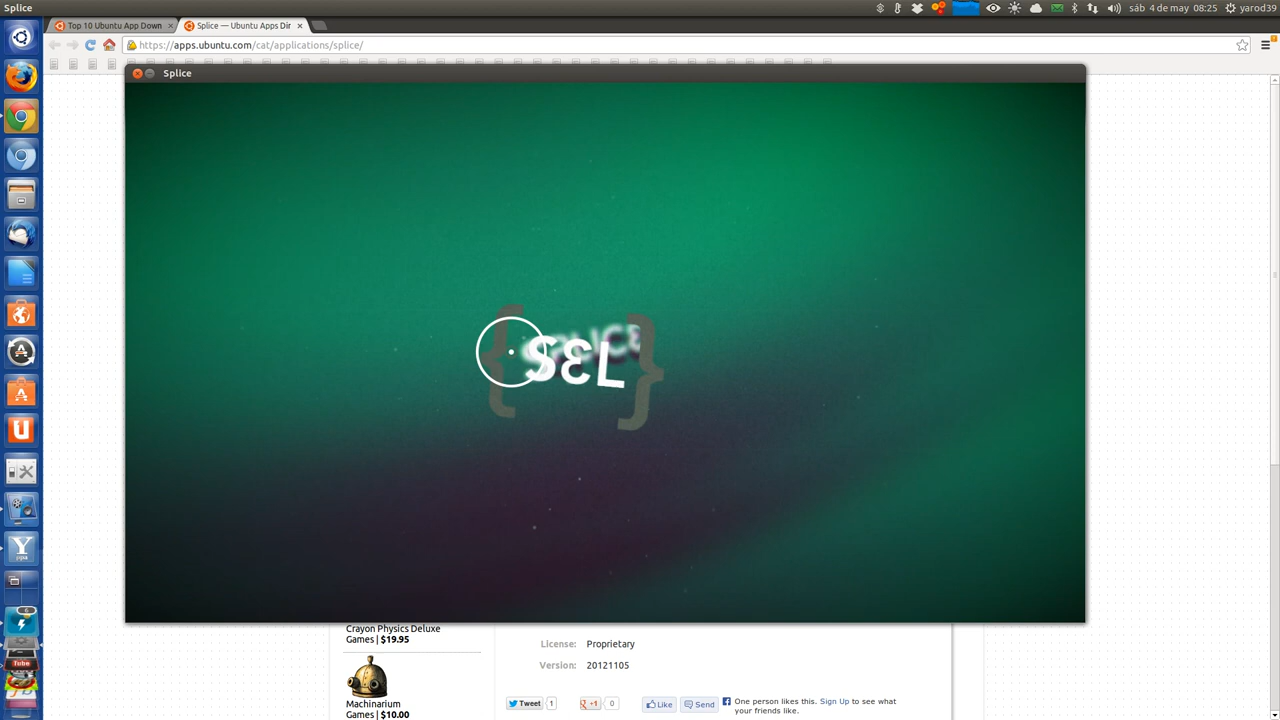 Splice
sáb 4 de may 08:25
yarod39
Top 10 Ubuntu App Down
Splice — Ubuntu Apps Dir
https://apps.ubuntu.com/cat/applications/splice/
Splice
Crayon Physics Deluxe
Games | $19.95
Machinarium
Games | $10.00
License: Proprietary
Version: 20121105
Tweet 1
+1 0
Like
Send
One person likes this. Sign Up to see what
your friends like.